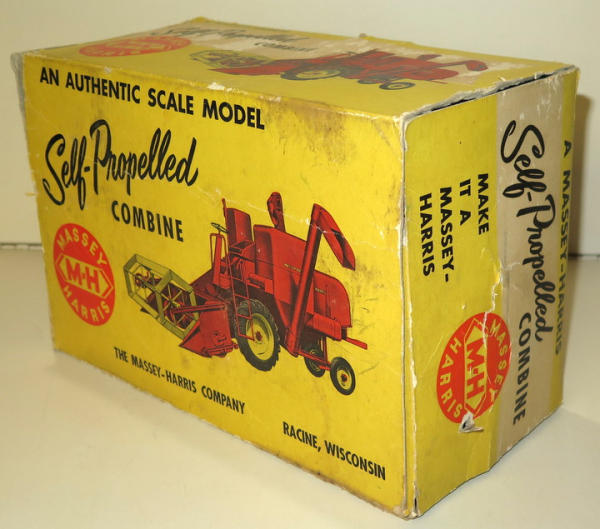 AN AUTHENTIC SCALE MODEL
Self-Propelled
COMBINE
MASSEY
M-H
HARRIS
THE MASSEY-HARRIS COMPANY
RACINE, WISCONSIN
MAKE
IT A
MASSEY-
HARRIS
MASSEY
M-H
HARRIS
Self-Propelled
COMBINE
A MASSEY-HARRIS